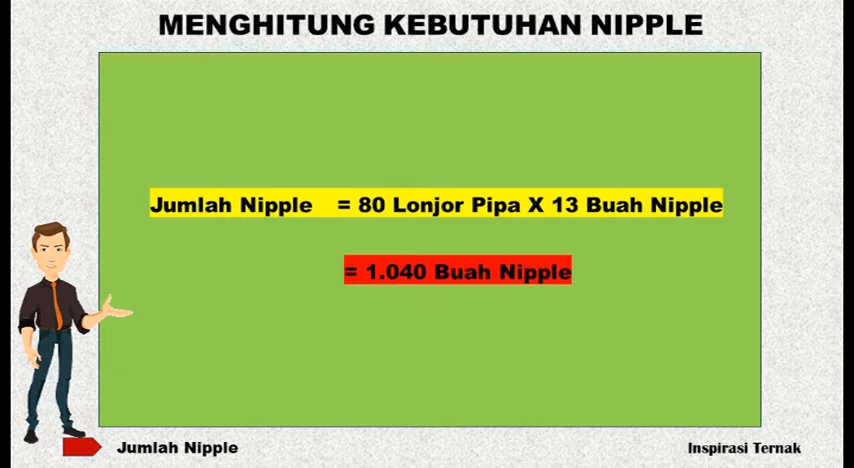 MENGHITUNG KEBUTUHAN NIPPLE
Jumlah Nipple = 80 Lonjor Pipa X 13 Buah Nipple
= 1.040 Buah Nipple
Jumlah Nipple
Inspirasi Ternak